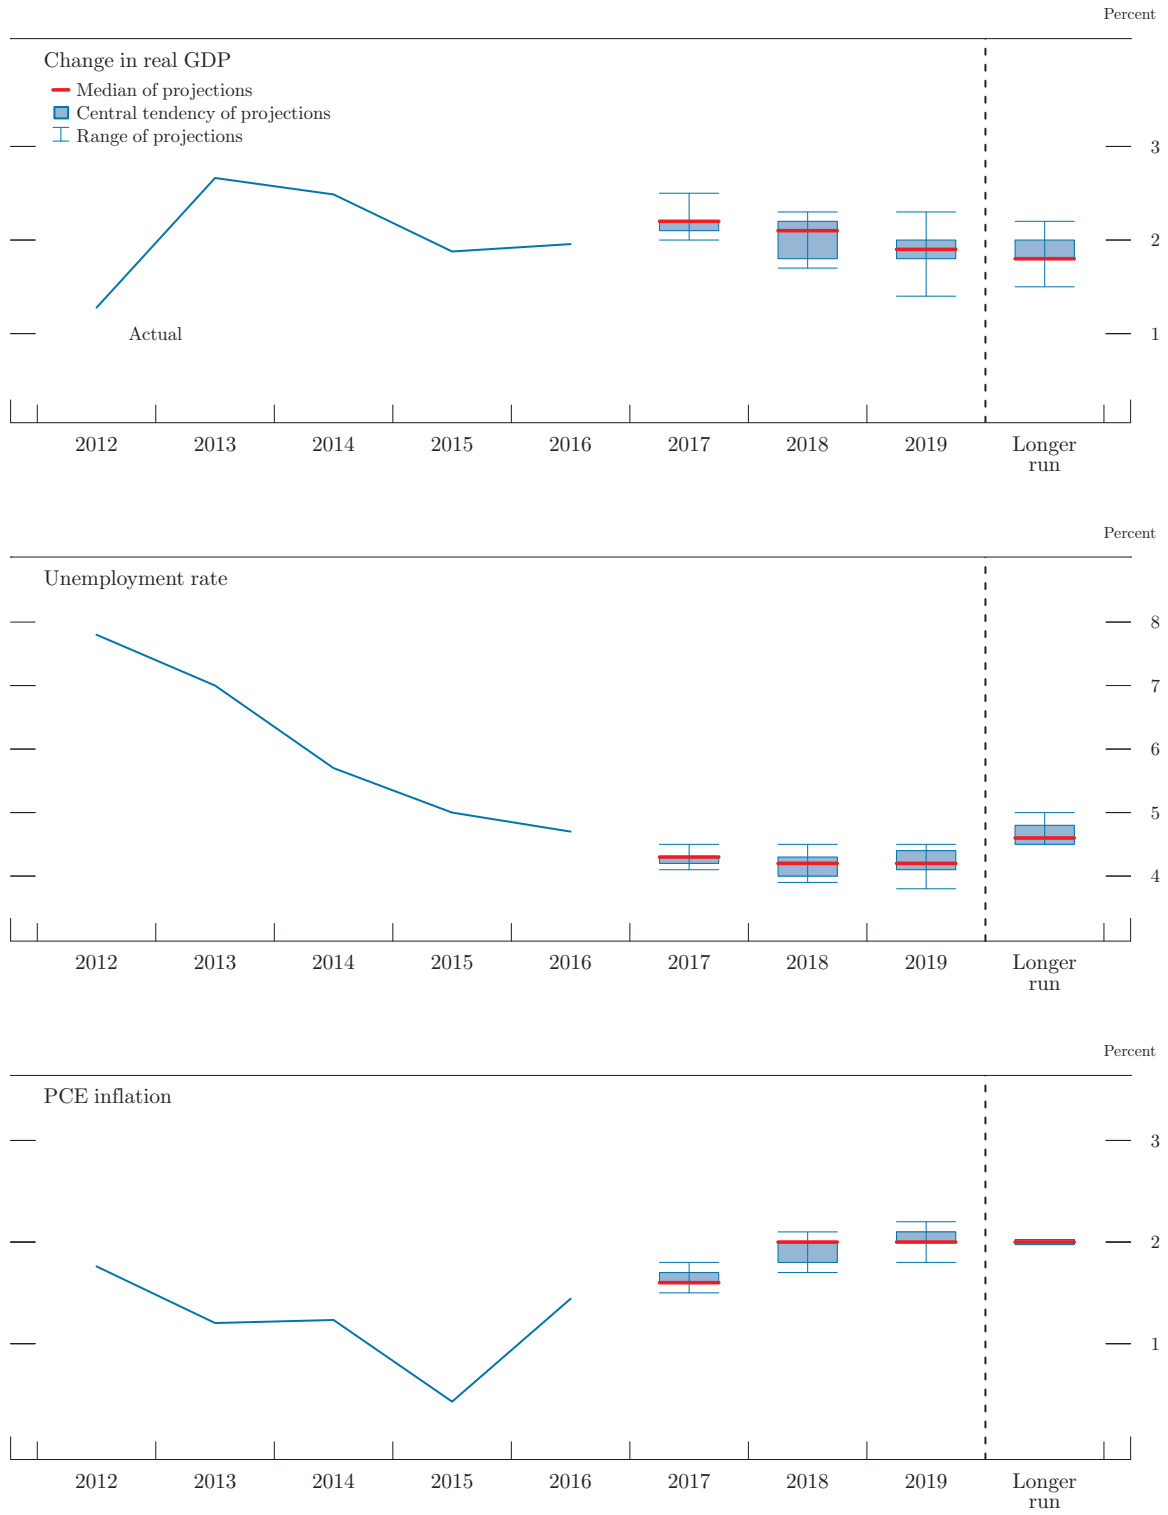 Percent
Change in real GDP
Median of projections
Central tendency of projections
Range of projections
3
2
1
Actual
2012 2013 2014 2015 2016 2017 2018 2019 Longer
run
Percent
Unemployment rate
8
7
6
5
4
2012 2013 2014 2015 2016 2017 2018 2019 Longer
run
Percent
PCE inflation
3
2
1
2012 2013 2014 2015 2016 2017 2018 2019 Longer
run